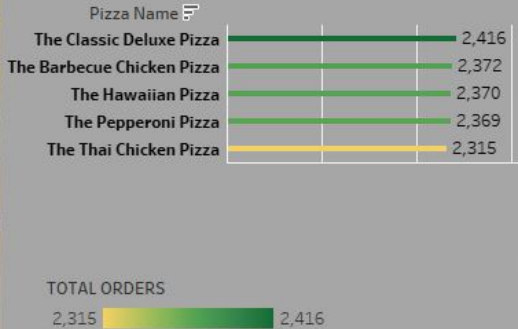 Pizza Name
The Classic Deluxe Pizza 2,416
The Barbecue Chicken Pizza 2,372
The Hawaiian Pizza 2,370
The Pepperoni Pizza 2,369
The Thai Chicken Pizza 2,315
TOTAL ORDERS
2,315 2,416